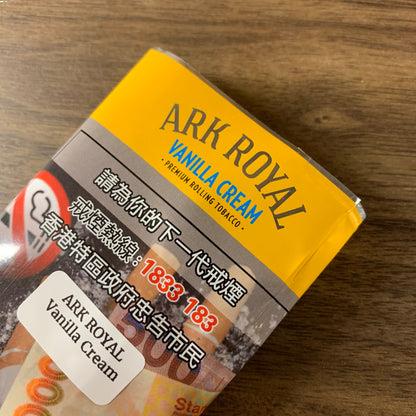 ARK ROYAL
VANILLA CREAM
· PREMIUM ROLLING TOBACCO ·
請為你的下一代戒煙
戒煙熱線：1833 183
香港特區政府忠告市民
ARK ROYAL
Vanilla Cream